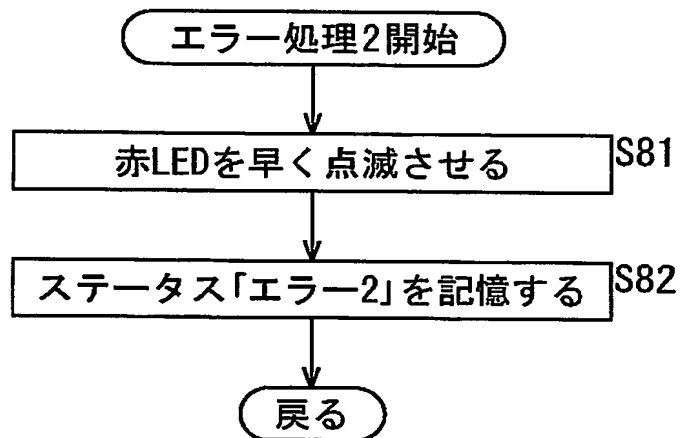 エラー処理2開始
赤LEDを早く点滅させる
S81
ステータス「エラー2」を記憶する
S82
戻る